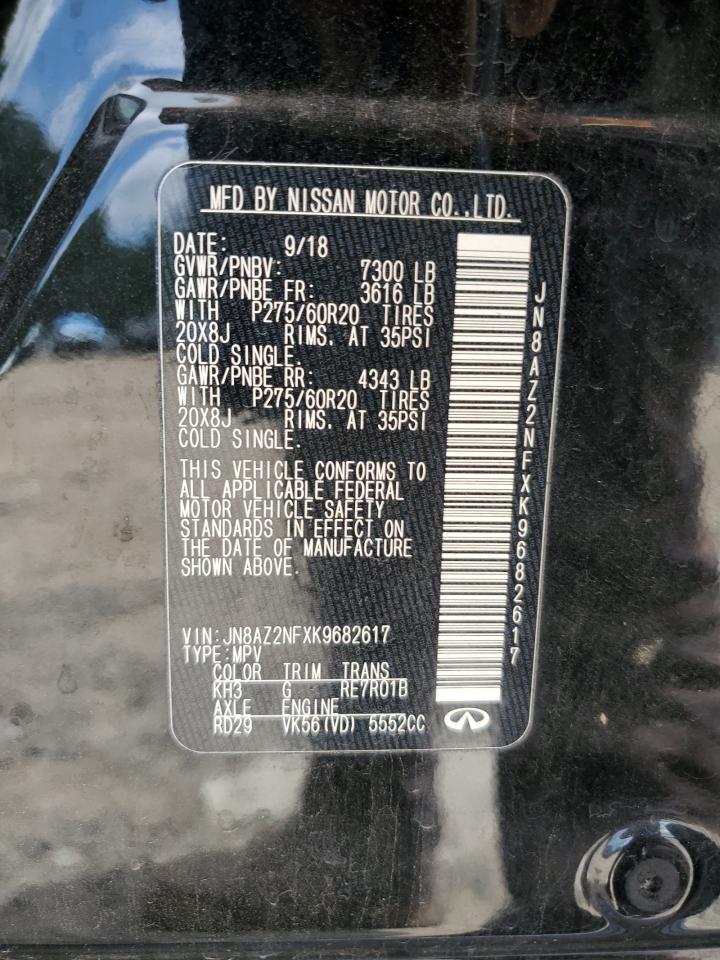 MFD BY NISSAN MOTOR CO.,LTD.
DATE: 9/18
GVWR/PNBV: 7300 LB
GAWR/PNBE FR: 3616 LB
WITH P275/60R20 TIRES
20X8J RIMS. AT 35PSI
COLD SINGLE.
GAWR/PNBE RR: 4343 LB
WITH P275/60R20 TIRES
20X8J RIMS. AT 35PSI
COLD SINGLE.
THIS VEHICLE CONFORMS TO
ALL APPLICABLE FEDERAL
MOTOR VEHICLE SAFETY
STANDARDS IN EFFECT ON
THE DATE OF MANUFACTURE
SHOWN ABOVE.
VIN:JN8AZ2NFXK9682617
TYPE:MPV
COLOR TRIM TRANS
KH3 G RE7R01B
AXLE ENGINE
RD29 VK56(VD) 5552CC
JN8AZ2NFXK9682617